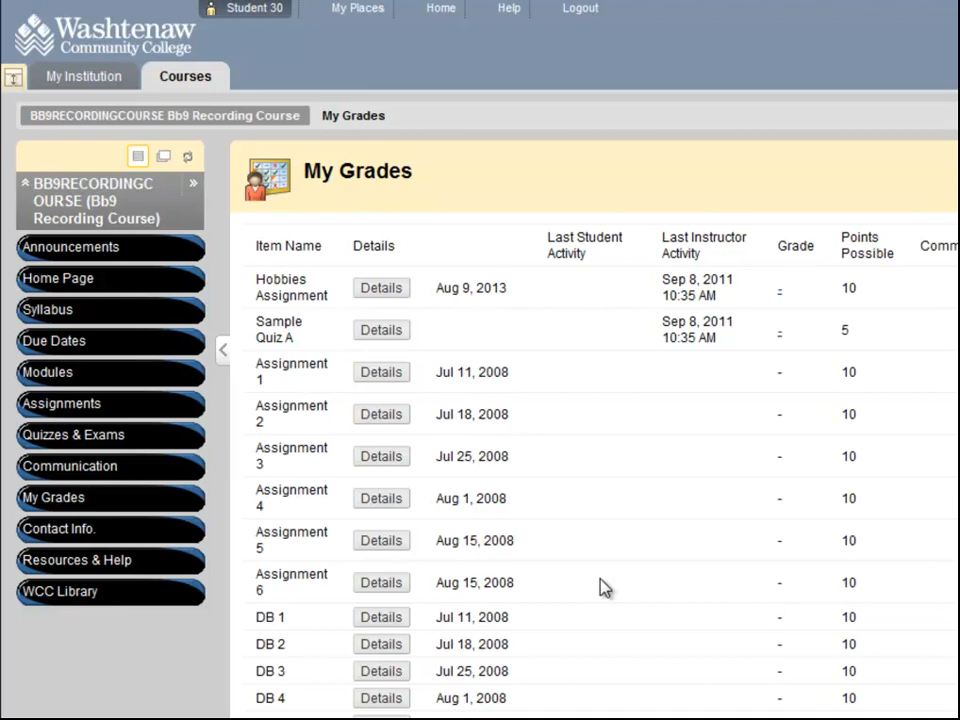 Student 30 My Places Home Help Logout
Washtenaw
Community College
My Institution Courses
BB9RECORDINGCOURSE Bb9 Recording Course My Grades
BB9RECORDINGC
OURSE (Bb9
Recording Course)
Announcements
Home Page
Syllabus
Due Dates
Modules
Assignments
Quizzes & Exams
Communication
My Grades
Contact Info.
Resources & Help
WCC Library
My Grades
Item Name Details Last Student Activity Last Instructor Activity Grade Points Possible
Hobbies Assignment Details Aug 9, 2013 Sep 8, 2011 10:35 AM - 10
Sample Quiz A Details Sep 8, 2011 10:35 AM - 5
Assignment 1 Details Jul 11, 2008 - 10
Assignment 2 Details Jul 18, 2008 - 10
Assignment 3 Details Jul 25, 2008 - 10
Assignment 4 Details Aug 1, 2008 - 10
Assignment 5 Details Aug 15, 2008 - 10
Assignment 6 Details Aug 15, 2008 - 10
DB 1 Details Jul 11, 2008 - 10
DB 2 Details Jul 18, 2008 - 10
DB 3 Details Jul 25, 2008 - 10
DB 4 Details Aug 1, 2008 - 10